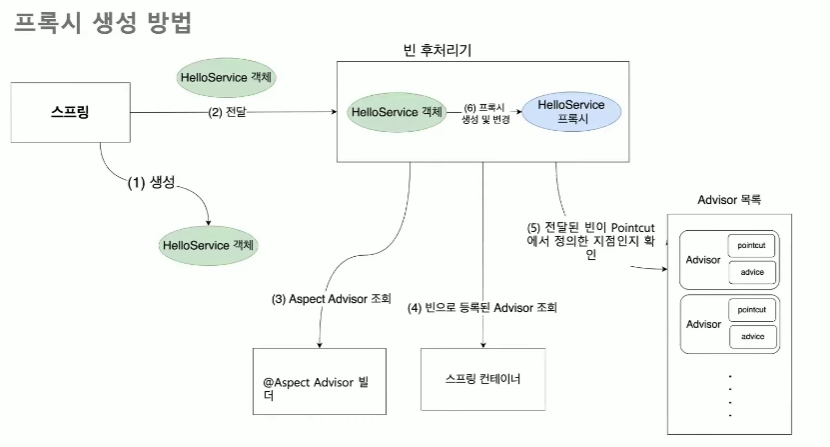 프록시 생성 방법
빈 후처리기
HelloService 객체
스프링
(2) 전달
HelloService 객체
(6) 프록시
생성 및 변경
HelloService
프록시
(1) 생성
HelloService 객체
Advisor 목록
(5) 전달된 빈이 Pointcut
에서 정의한 지점인지 확
인
Advisor
pointcut
advice
(3) Aspect Advisor 조회
(4) 빈으로 등록된 Advisor 조회
Advisor
pointcut
advice
@Aspect Advisor 빌
더
스프링 컨테이너